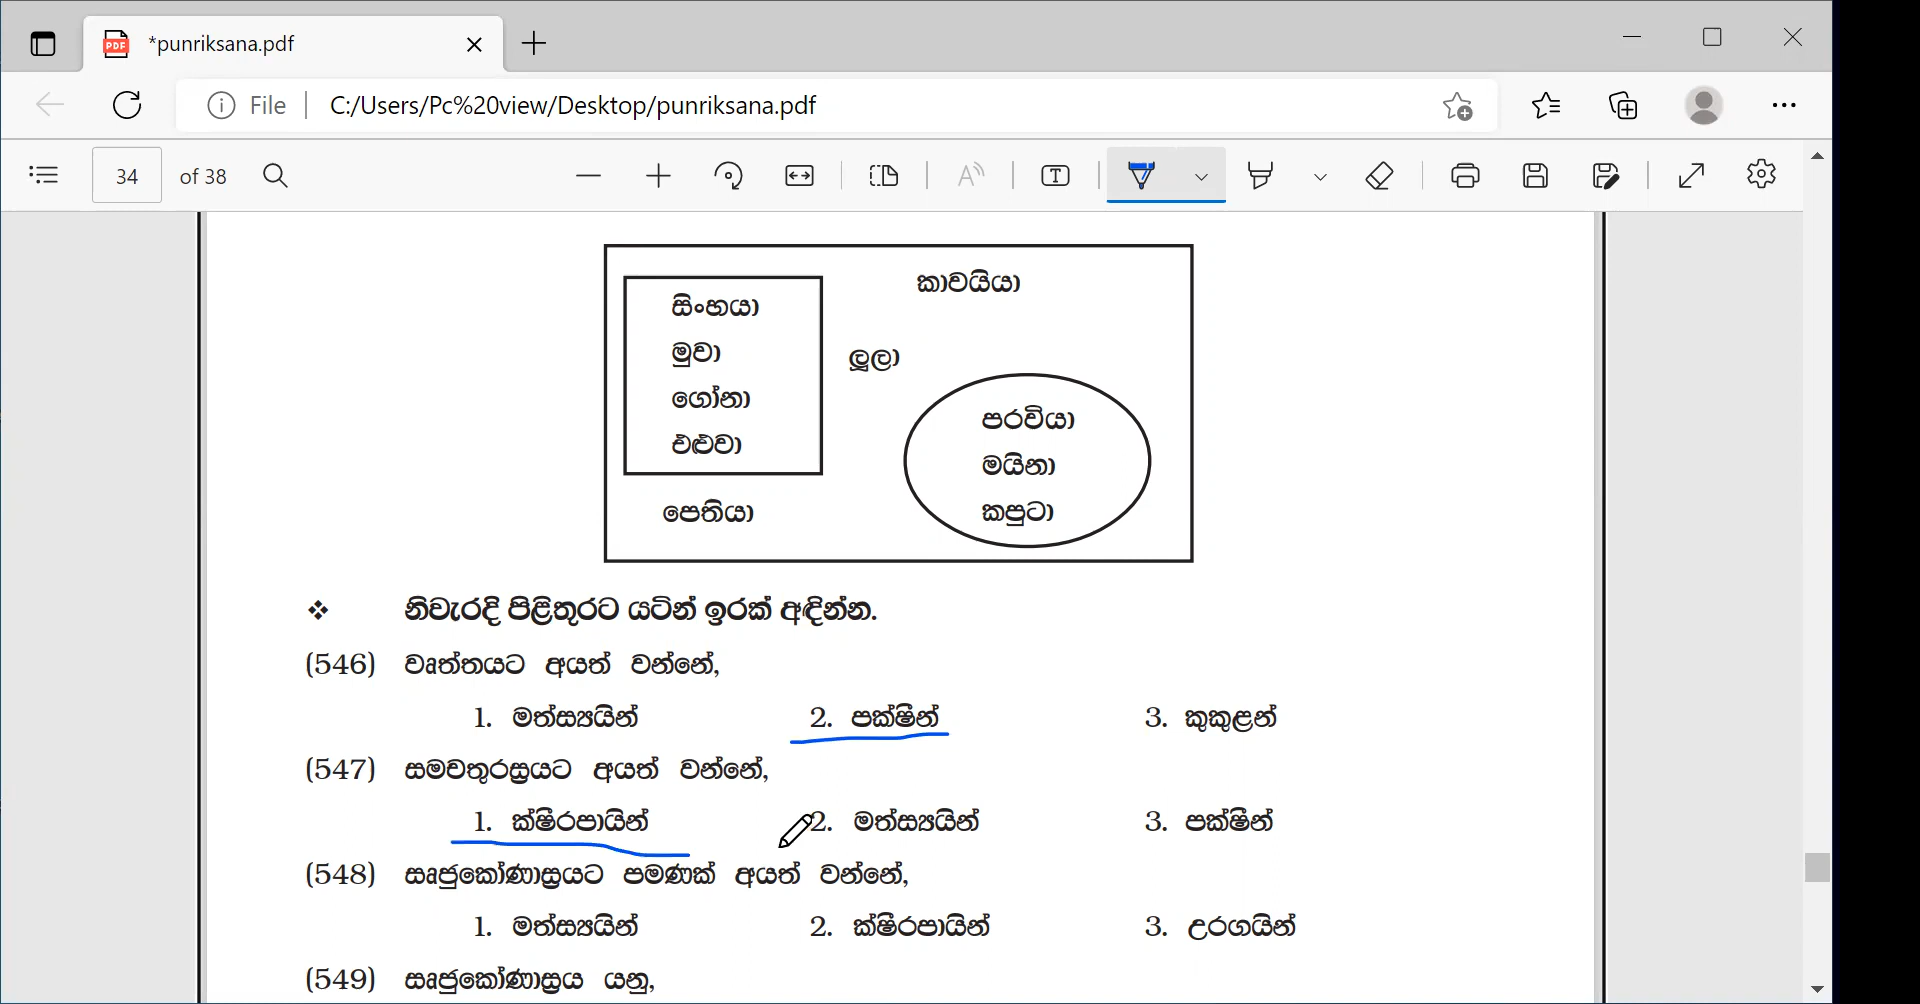 *punriksana.pdf
File C:/Users/Pc%20view/Desktop/punriksana.pdf
34 of 38
කාවයියා
සිංහයා
මුවා
ගෝනා
එළුවා
ලූලා
පරවියා
මයිනා
කපුටා
පෙතියා
❖ නිවැරදි පිළිතුරට යටින් ඉරක් අඳින්න.
(546) වෘත්තයට අයත් වන්නේ,
1. මත්ස්‍යයින් 2. පක්ෂීන් 3. කුකුළන්
(547) සමචතුරස්‍රයට අයත් වන්නේ,
1. ක්ෂීරපායින් 2. මත්ස්‍යයින් 3. පක්ෂීන්
(548) සෘජුකෝණාස්‍රයට පමණක් අයත් වන්නේ,
1. මත්ස්‍යයින් 2. ක්ෂීරපායින් 3. උරගයින්
(549) සෘජුකෝණාස්‍රය යනු,